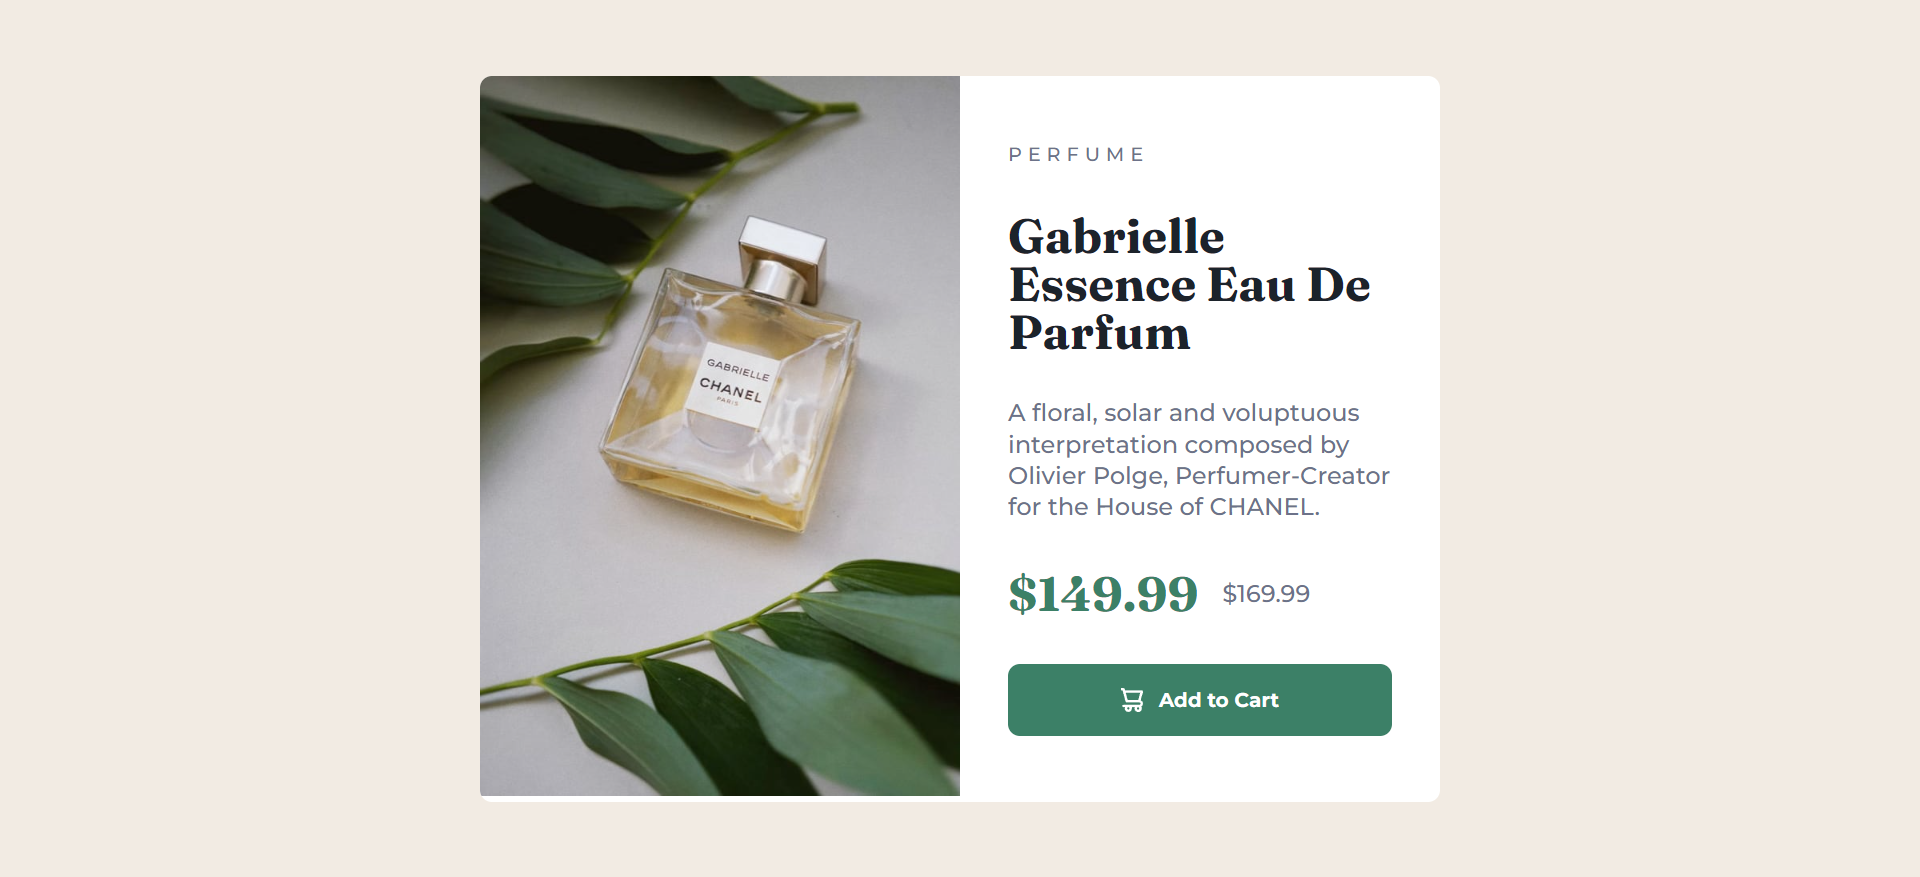 GABRIELLE
CHANEL
PARIS
PERFUME
Gabrielle
Essence Eau De
Parfum
A floral, solar and voluptuous
interpretation composed by
Olivier Polge, Perfumer-Creator
for the House of CHANEL.
$149.99 $169.99
Add to Cart